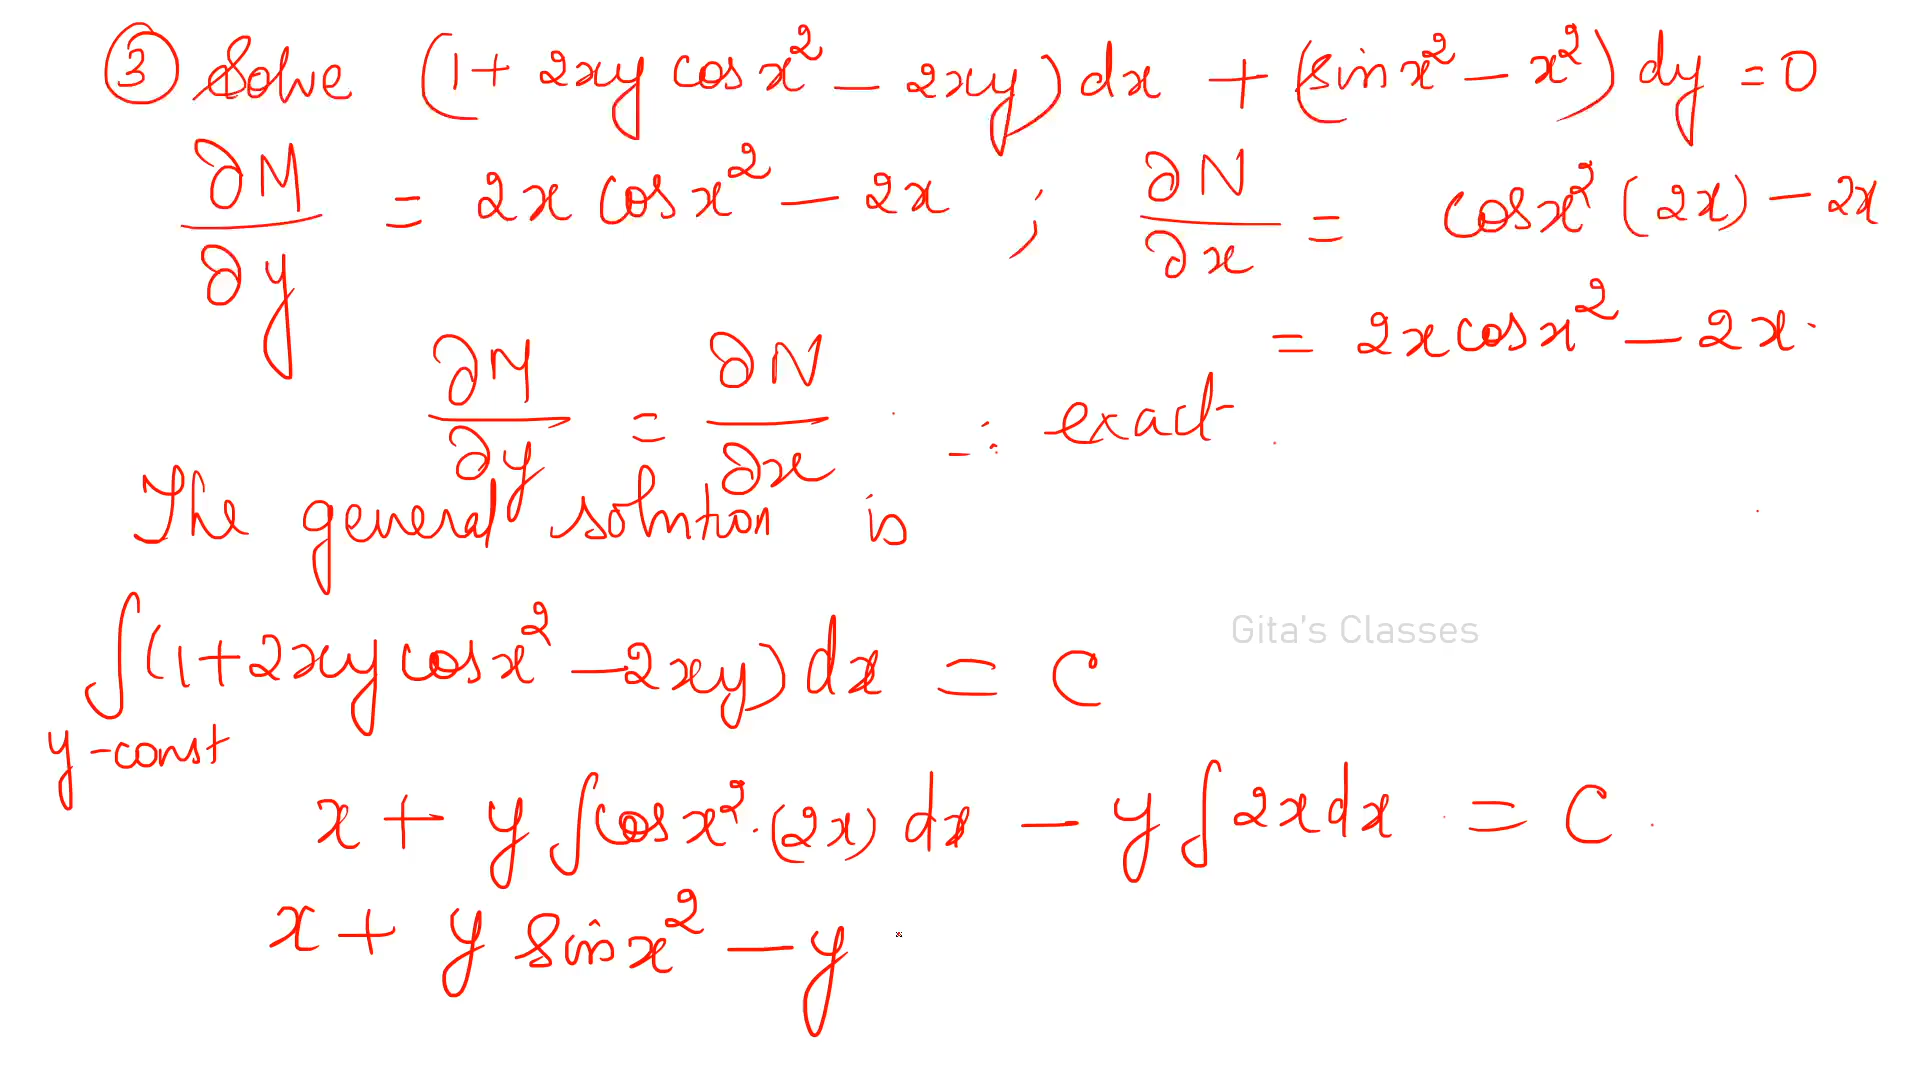 ③ Solve (1 + 2xy cos x² − 2xy) dx + (sin x² − x²) dy = 0
∂M/∂y = 2x cos x² − 2x ; ∂N/∂x = cos x² (2x) − 2x
= 2x cos x² − 2x.
∂M/∂y = ∂N/∂x ∴ exact.
The general solution is
∫(1 + 2xy cos x² − 2xy) dx = C
y-const
Gita's Classes
x + y ∫cos x² · (2x) dx − y ∫ 2x dx = C.
x + y sin x² − y